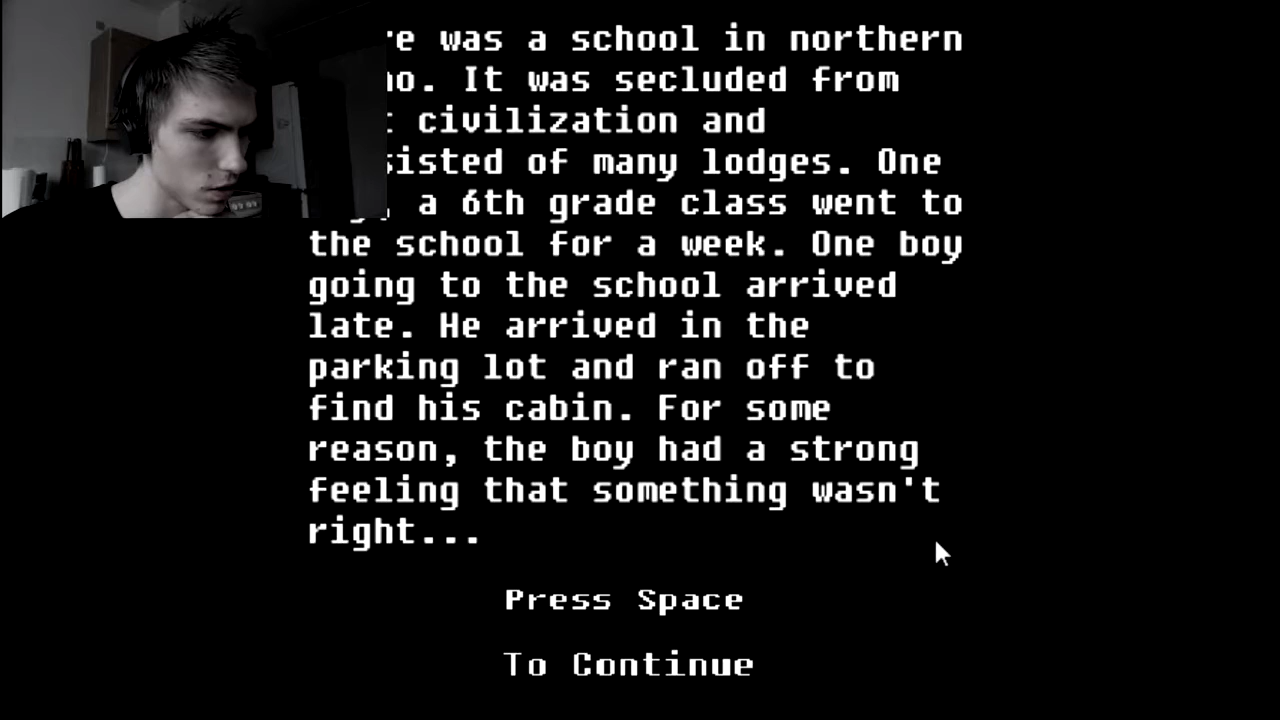 was a school in northern
It was secluded from
civilization and
of many lodges. One
a 6th grade class went to
the school for a week. One boy
going to the school arrived
late. He arrived in the
parking lot and ran off to
find his cabin. For some
reason, the boy had a strong
feeling that something wasn't
right...
Press Space
To Continue